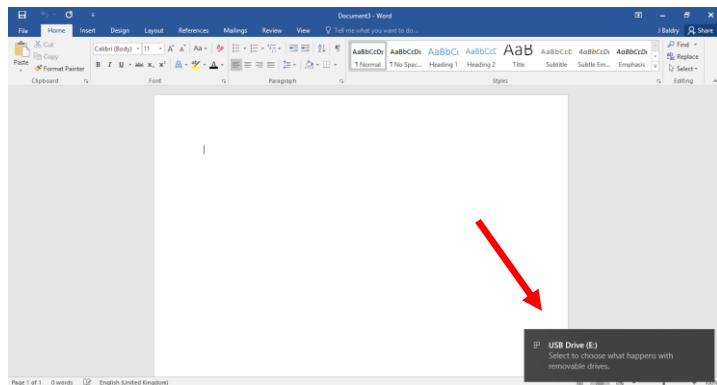 Document3 - Word
File Home Insert Design Layout References Mailings Review View Tell me what you want to do... J Baldry Share
Cut
Copy
Paste
Format Painter
Calibri (Body) 11 Aa
B I U abc x, x² A
AaBbCcDc AaBbCcDc AaBbCc AaBbCcC AaB AaBbCcC AaBbCcDc AaBbCcDc
¶ Normal ¶ No Spac... Heading 1 Heading 2 Title Subtitle Subtle Em... Emphasis
Find
Replace
Select
Clipboard Font Paragraph Styles Editing
USB Drive (E:)
Select to choose what happens with
removable drives.
Page 1 of 1 0 words English (United Kingdom)